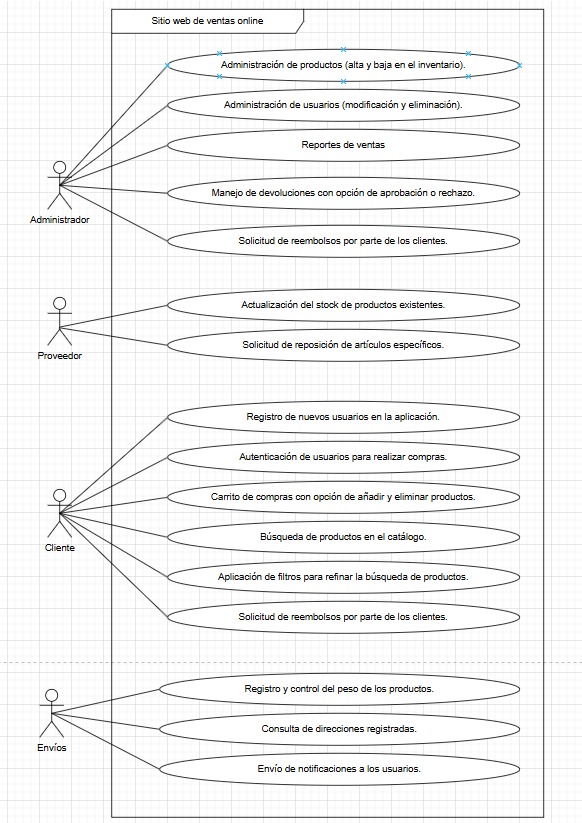 Sitio web de ventas online
Administración de productos (alta y baja en el inventario).
Administración de usuarios (modificación y eliminación).
Reportes de ventas
Manejo de devoluciones con opción de aprobación o rechazo.
Administrador
Solicitud de reembolsos por parte de los clientes.
Actualización del stock de productos existentes.
Solicitud de reposición de artículos específicos.
Proveedor
Registro de nuevos usuarios en la aplicación.
Autenticación de usuarios para realizar compras.
Carrito de compras con opción de añadir y eliminar productos.
Búsqueda de productos en el catálogo.
Cliente
Aplicación de filtros para refinar la búsqueda de productos.
Solicitud de reembolsos por parte de los clientes.
Registro y control del peso de los productos.
Consulta de direcciones registradas.
Envíos
Envío de notificaciones a los usuarios.